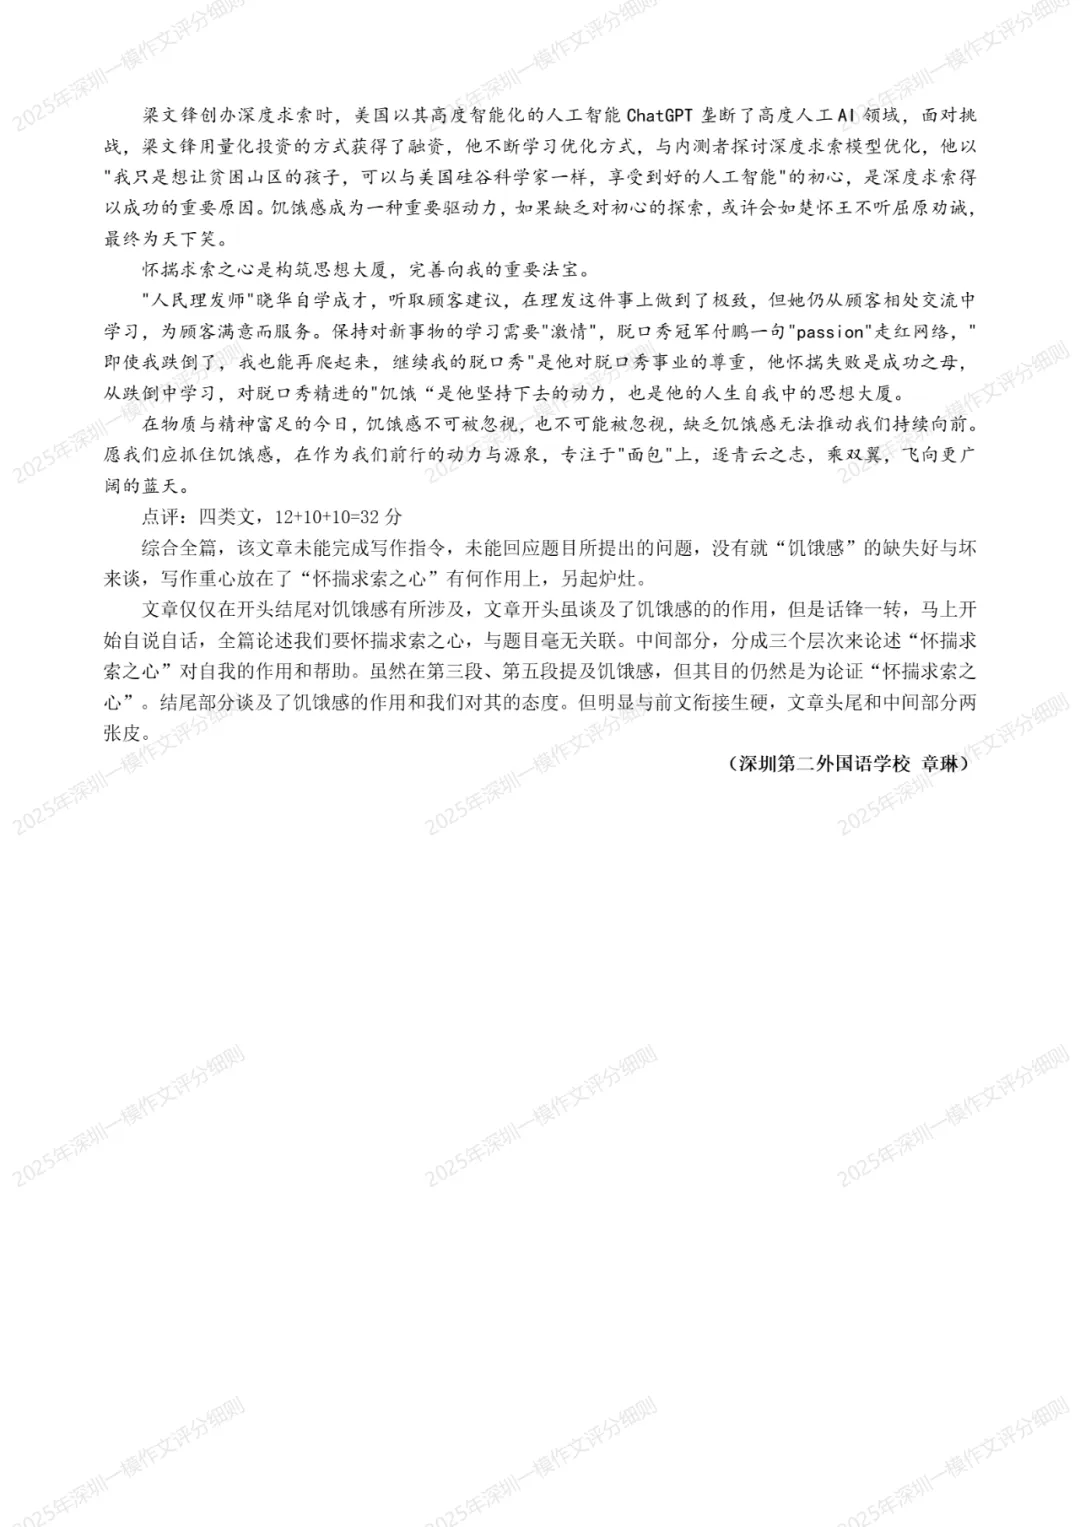 梁文锋创办深度求索时，美国以其高度智能化的人工智能 ChatGPT 垄断了高度人工 AI 领域，面对挑
战，梁文锋用量化投资的方式获得了融资，他不断学习优化方式，与内测者探讨深度求索模型优化，他以
"我只是想让贫困山区的孩子，可以与美国硅谷科学家一样，享受到好的人工智能"的初心，是深度求索得
以成功的重要原因。饥饿感成为一种重要驱动力，如果缺乏对初心的探索，或许会如楚怀王不听屈原劝诫，
最终为天下笑。
怀揣求索之心是构筑思想大厦，完善向我的重要法宝。
"人民理发师"晓华自学成才，听取顾客建议，在理发这件事上做到了极致，但她仍从顾客相处交流中
学习，为顾客满意而服务。保持对新事物的学习需要"激情"，脱口秀冠军付鹏一句"passion"走红网络，"
即使我跌倒了，我也能再爬起来，继续我的脱口秀"是他对脱口秀事业的尊重，他怀揣失败是成功之母，
从跌倒中学习，对脱口秀精进的"饥饿“是他坚持下去的动力，也是他的人生自我中的思想大厦。
在物质与精神富足的今日，饥饿感不可被忽视，也不可能被忽视，缺乏饥饿感无法推动我们持续向前。
愿我们应抓住饥饿感，在作为我们前行的动力与源泉，专注于"面包"上，逐青云之志，乘双翼，飞向更广
阔的蓝天。
点评：四类文，12+10+10=32 分
综合全篇，该文章未能完成写作指令，未能回应题目所提出的问题，没有就“饥饿感”的缺失好与坏
来谈，写作重心放在了“怀揣求索之心”有何作用上，另起炉灶。
文章仅仅在开头结尾对饥饿感有所涉及，文章开头虽谈及了饥饿感的的作用，但是话锋一转，马上开
始自说自话，全篇论述我们要怀揣求索之心，与题目毫无关联。中间部分，分成三个层次来论述“怀揣求
索之心”对自我的作用和帮助。虽然在第三段、第五段提及饥饿感，但其目的仍然是为论证“怀揣求索之
心”。结尾部分谈及了饥饿感的作用和我们对其的态度。但明显与前文衔接生硬，文章头尾和中间部分两
张皮。
（深圳第二外国语学校 章琳）
2025年深圳一模作文评分细则